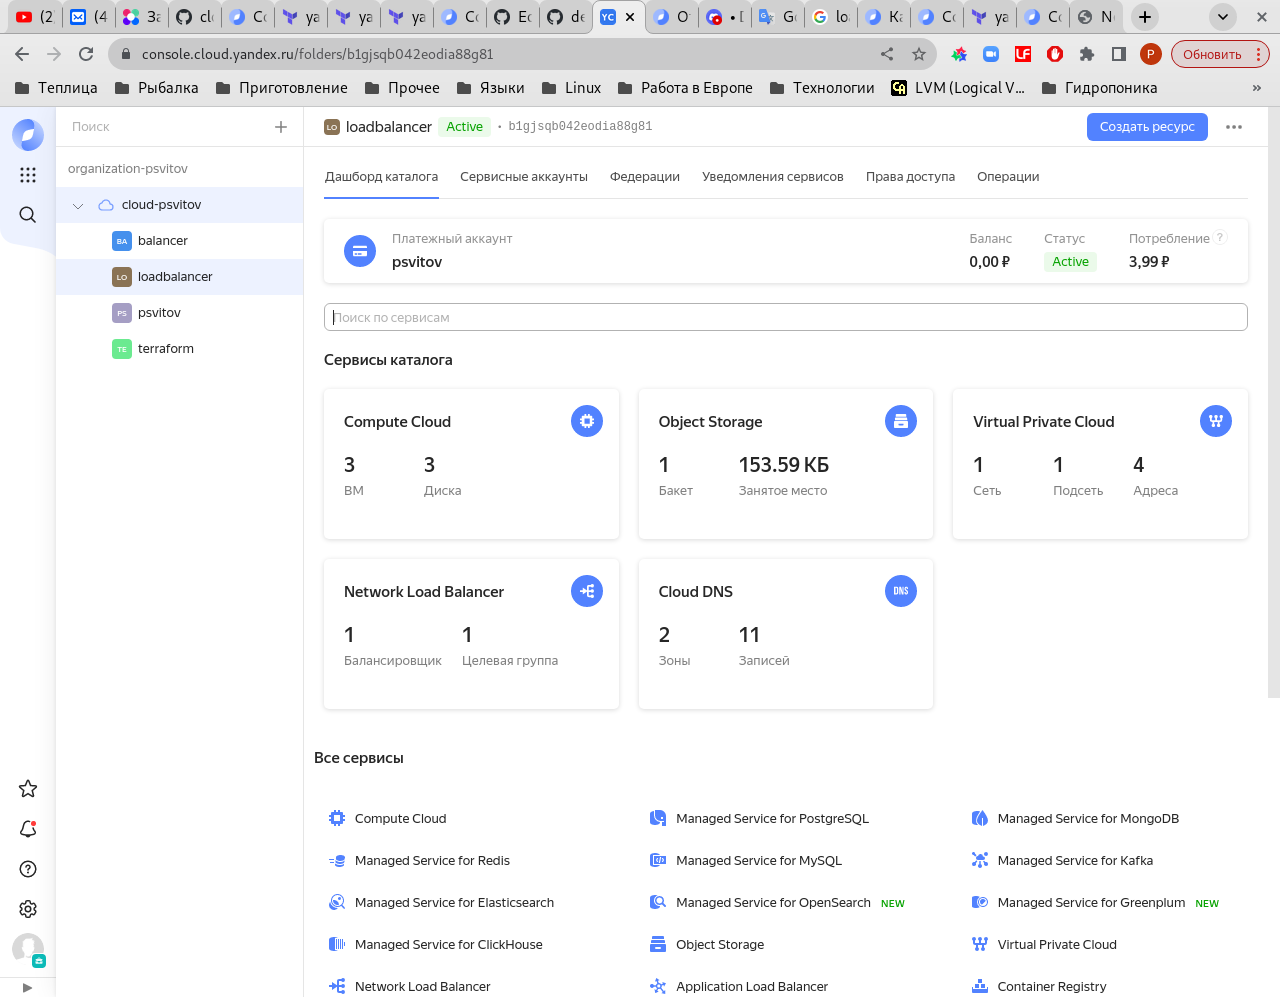 (2
(4
За
clo
Co
ya
ya
ya
Co
Ec
de
YC
O
• [
Go
loa
Ka
Co
ya
Co
N
console.cloud.yandex.ru/folders/b1gjsqb042eodia88g81
LF
P
Обновить
Теплица
Рыбалка
Приготовление
Прочее
Языки
Linux
Работа в Европе
Технологии
LVM (Logical V...
Гидропоника
»
Поиск
organization-psvitov
cloud-psvitov
BA balancer
LO loadbalancer
PS psvitov
TE terraform
LO loadbalancer Active · b1gjsqb042eodia88g81
Создать ресурс
Дашборд каталога
Сервисные аккаунты
Федерации
Уведомления сервисов
Права доступа
Операции
Платежный аккаунт
psvitov
Баланс
0,00 ₽
Статус
Active
Потребление ?
3,99 ₽
Поиск по сервисам
Сервисы каталога
Compute Cloud
3
ВМ
3
Диска
Object Storage
1
Бакет
153.59 КБ
Занятое место
Virtual Private Cloud
1
Сеть
1
Подсеть
4
Адреса
Network Load Balancer
1
Балансировщик
1
Целевая группа
Cloud DNS
DNS
2
Зоны
11
Записей
Все сервисы
Compute Cloud
Managed Service for PostgreSQL
Managed Service for MongoDB
Managed Service for Redis
Managed Service for MySQL
Managed Service for Kafka
Managed Service for Elasticsearch
Managed Service for OpenSearch NEW
Managed Service for Greenplum NEW
Managed Service for ClickHouse
Object Storage
Virtual Private Cloud
Network Load Balancer
Application Load Balancer
Container Registry